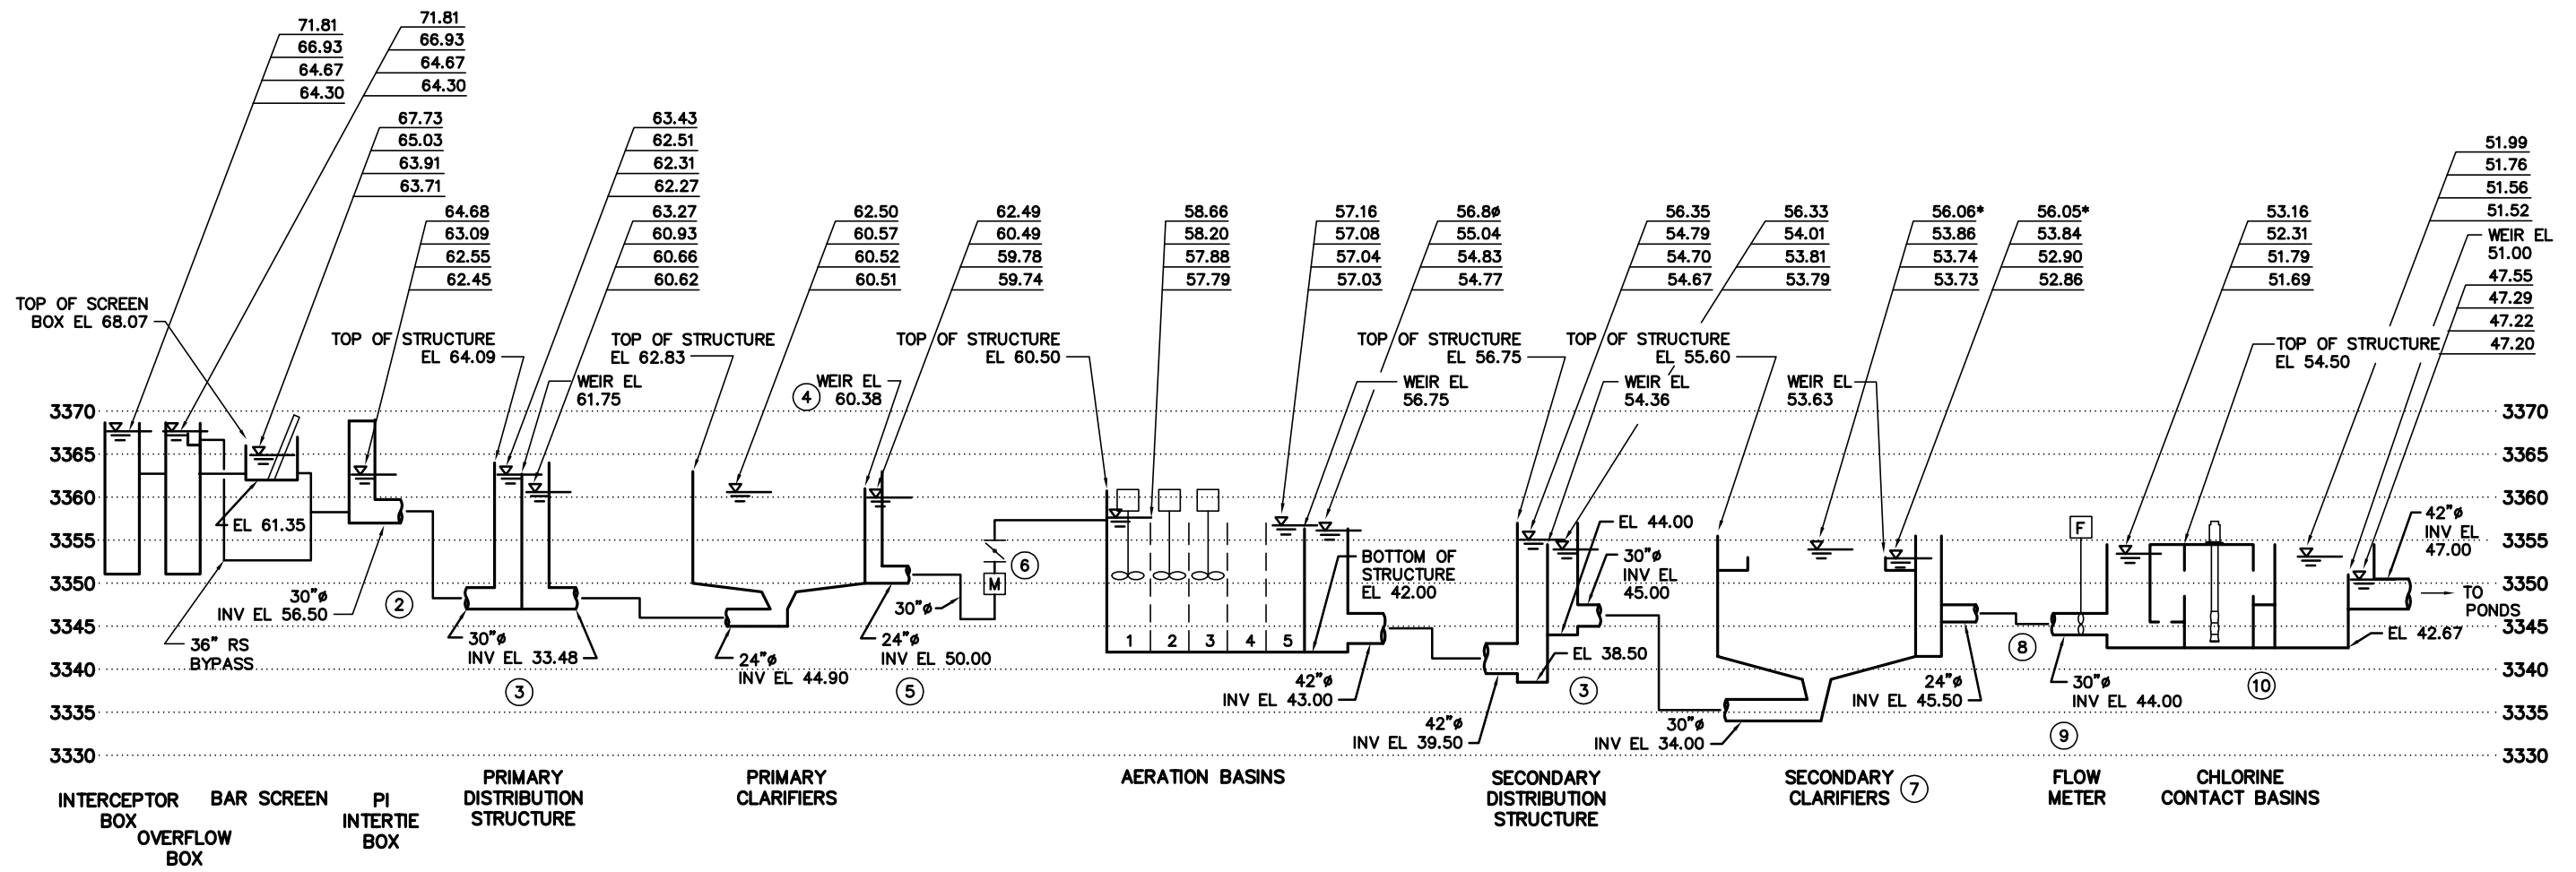 71.81
66.93
64.67
64.30
71.81
66.93
64.67
64.30
67.73
65.03
63.91
63.71
64.68
63.09
62.55
62.45
63.43
62.51
62.31
62.27
63.27
60.93
60.66
60.62
62.50
60.57
60.52
60.51
62.49
60.49
59.78
59.74
58.66
58.20
57.88
57.79
57.16
57.08
57.04
57.03
56.8ø
55.04
54.83
54.77
56.35
54.79
54.70
54.67
56.33
54.01
53.81
53.79
56.06*
53.86
53.74
53.73
56.05*
53.84
52.90
52.86
53.16
52.31
51.79
51.69
51.99
51.76
51.56
51.52
WEIR EL
51.00
47.55
47.29
47.22
47.20
TOP OF SCREEN
BOX EL 68.07
TOP OF STRUCTURE
EL 64.09
WEIR EL
61.75
TOP OF STRUCTURE
EL 62.83
4
WEIR EL
60.38
TOP OF STRUCTURE
EL 60.50
TOP OF STRUCTURE
EL 56.75
WEIR EL
56.75
TOP OF STRUCTURE
EL 55.60
WEIR EL
54.36
WEIR EL
53.63
TOP OF STRUCTURE
EL 54.50
3370
3365
3360
3355
3350
3345
3340
3335
3330
3370
3365
3360
3355
3350
3345
3340
3335
3330
EL 61.35
30"ø
INV EL 56.50
2
36" RS
BYPASS
30"ø
INV EL 33.48
3
24"ø
INV EL 44.90
24"ø
INV EL 50.00
5
30"ø
M
6
1
2
3
4
5
BOTTOM OF
STRUCTURE
EL 42.00
42"ø
INV EL 43.00
42"ø
INV EL 39.50
EL 44.00
30"ø
INV EL
45.00
EL 38.50
3
30"ø
INV EL 34.00
24"ø
INV EL 45.50
8
F
30"ø
INV EL 44.00
9
10
42"ø
INV EL
47.00
TO
PONDS
EL 42.67
INTERCEPTOR
BOX
OVERFLOW
BOX
BAR SCREEN
PI
INTERTIE
BOX
PRIMARY
DISTRIBUTION
STRUCTURE
PRIMARY
CLARIFIERS
AERATION BASINS
SECONDARY
DISTRIBUTION
STRUCTURE
SECONDARY
CLARIFIERS
7
FLOW
METER
CHLORINE
CONTACT BASINS